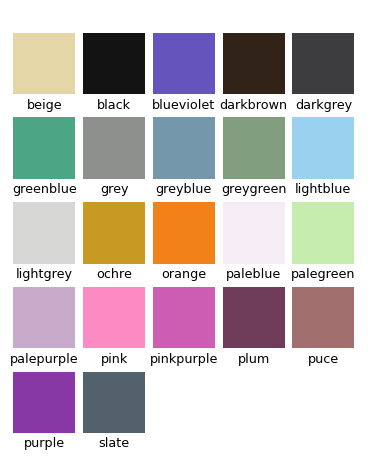 beige black blueviolet darkbrown darkgrey
greenblue grey greyblue greygreen lightblue
lightgrey ochre orange paleblue palegreen
palepurple pink pinkpurple plum puce
purple slate